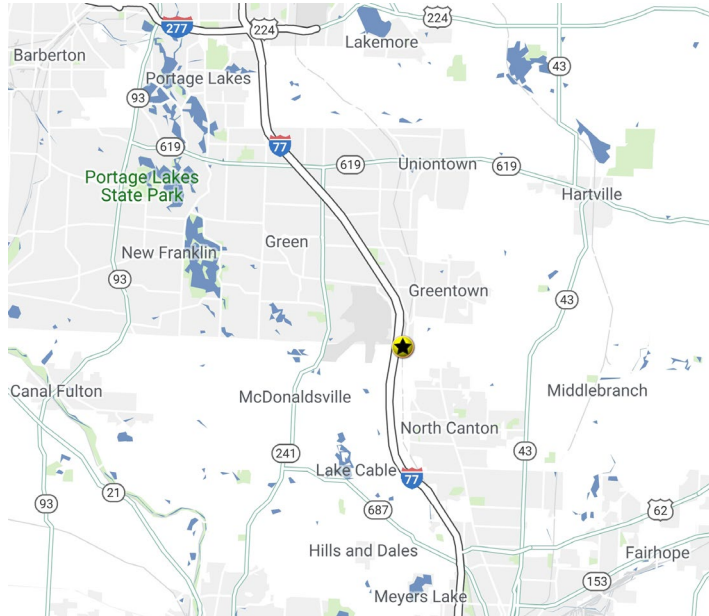 277
224
224
Lakemore
Barberton
43
Portage Lakes
93
77
619
619
Uniontown
619
Portage Lakes
State Park
Hartville
Green
New Franklin
93
Greentown
43
Canal Fulton
McDonaldsville
Middlebranch
North Canton
241
43
Lake Cable
77
21
93
687
62
Hills and Dales
Fairhope
153
Meyers Lake